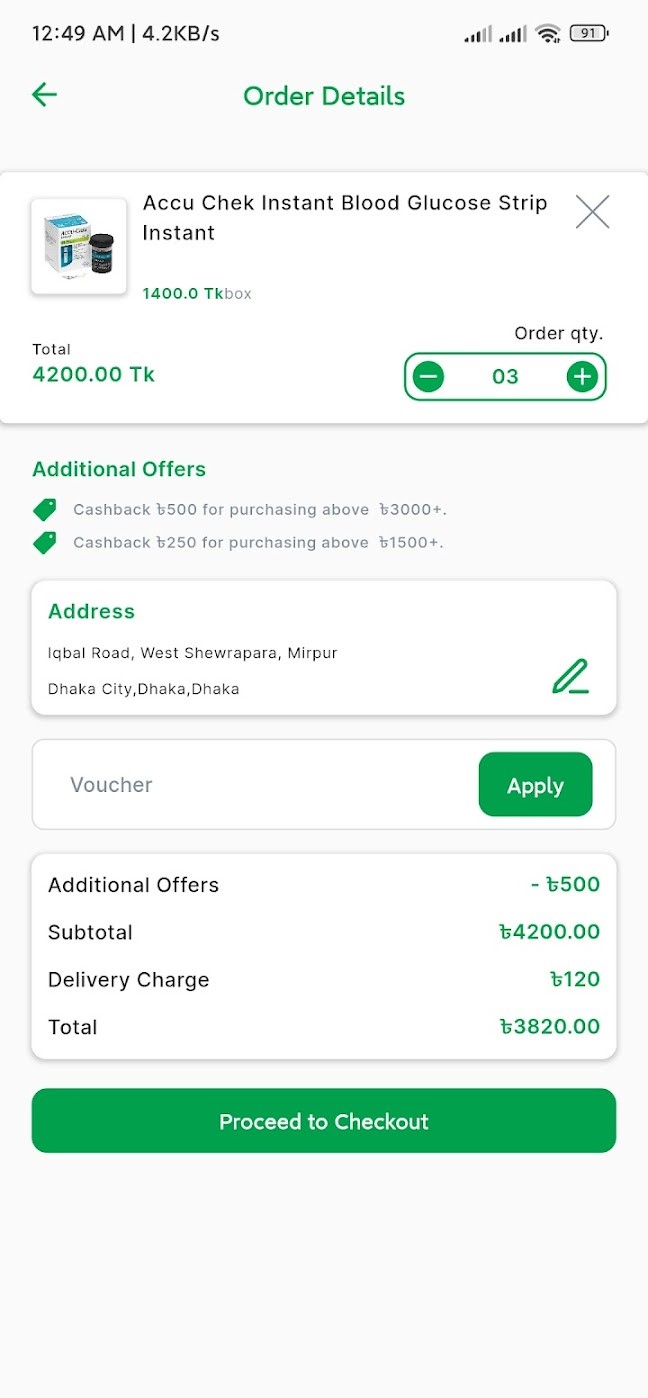 12:49 AM | 4.2KB/s
91
Order Details
Accu Chek Instant Blood Glucose Strip
Instant
ACCU-CHEK
1400.0 Tkbox
Order qty.
Total
4200.00 Tk
03
Additional Offers
Cashback ৳500 for purchasing above ৳3000+.
Cashback ৳250 for purchasing above ৳1500+.
Address
Iqbal Road, West Shewrapara, Mirpur
Dhaka City,Dhaka,Dhaka
Voucher
Apply
Additional Offers
- ৳500
Subtotal
৳4200.00
Delivery Charge
৳120
Total
৳3820.00
Proceed to Checkout